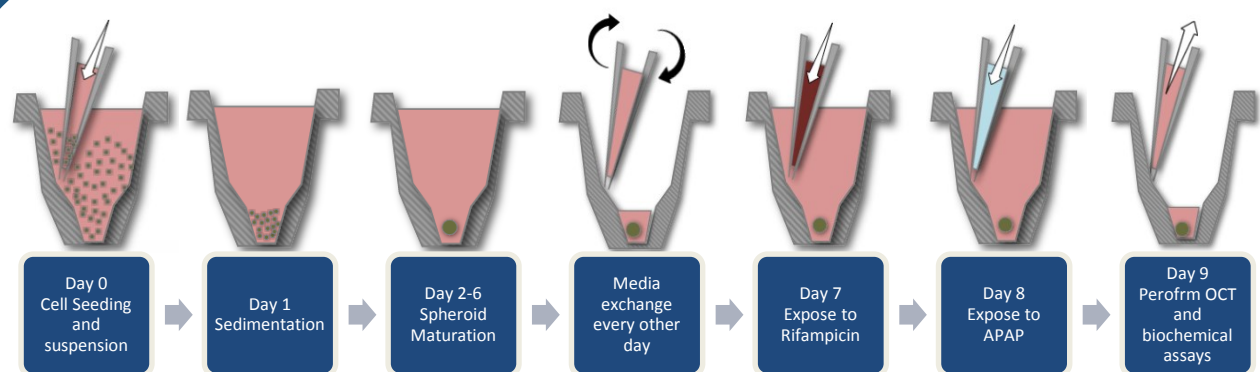 Day 0
Cell Seeding
and
suspension
Day 1
Sedimentation
Day 2-6
Spheroid
Maturation
Media
exchange
every other
day
Day 7
Expose to
Rifampicin
Day 8
Expose to
APAP
Day 9
Perofrm OCT
and
biochemical
assays